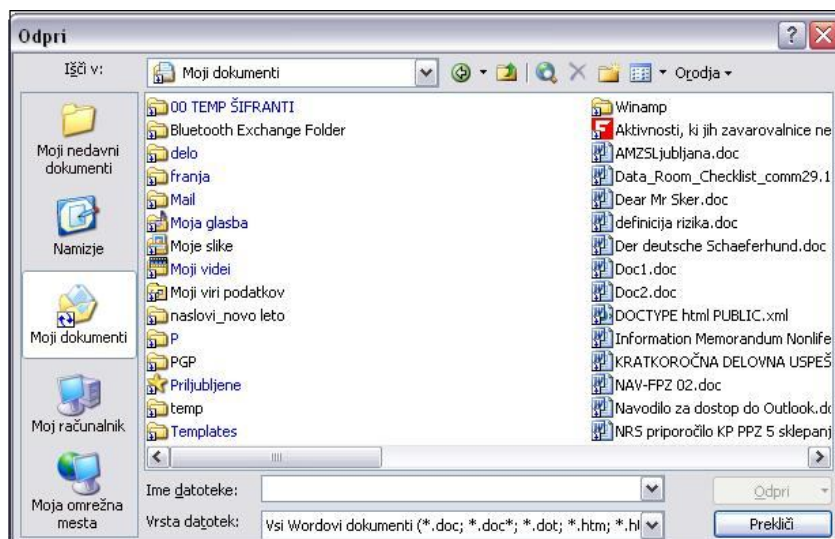 Odpri
Išči v:
Moji dokumenti
Orodja
Moji nedavni
dokumenti
Namizje
Moji dokumenti
Moj računalnik
Moja omrežna
mesta
00 TEMP ŠIFRANTI
Bluetooth Exchange Folder
delo
franja
Mail
Moja glasba
Moje slike
Moji videi
Moji viri podatkov
naslovi_novo leto
P
PGP
Priljubljene
temp
Templates
Winamp
Aktivnosti, ki jih zavarovalnice ne
AMZSLjubljana.doc
Data_Room_Checklist_comm29.1
Dear Mr Sker.doc
definicija rizika.doc
Der deutsche Schaeferhund.doc
Doc1.doc
Doc2.doc
DOCTYPE html PUBLIC.xml
Information Memorandum Nonlife
KRATKOROČNA DELOVNA USPEŠ
NAV-FPZ 02.doc
Navodilo za dostop do Outlook.do
NRS priporočilo KP PPZ 5 sklepanj
Ime datoteke:
Odpri
Vrsta datotek:
Vsi Wordovi dokumenti (*.doc; *.doc*; *.dot; *.htm; *.ht
Prekliči